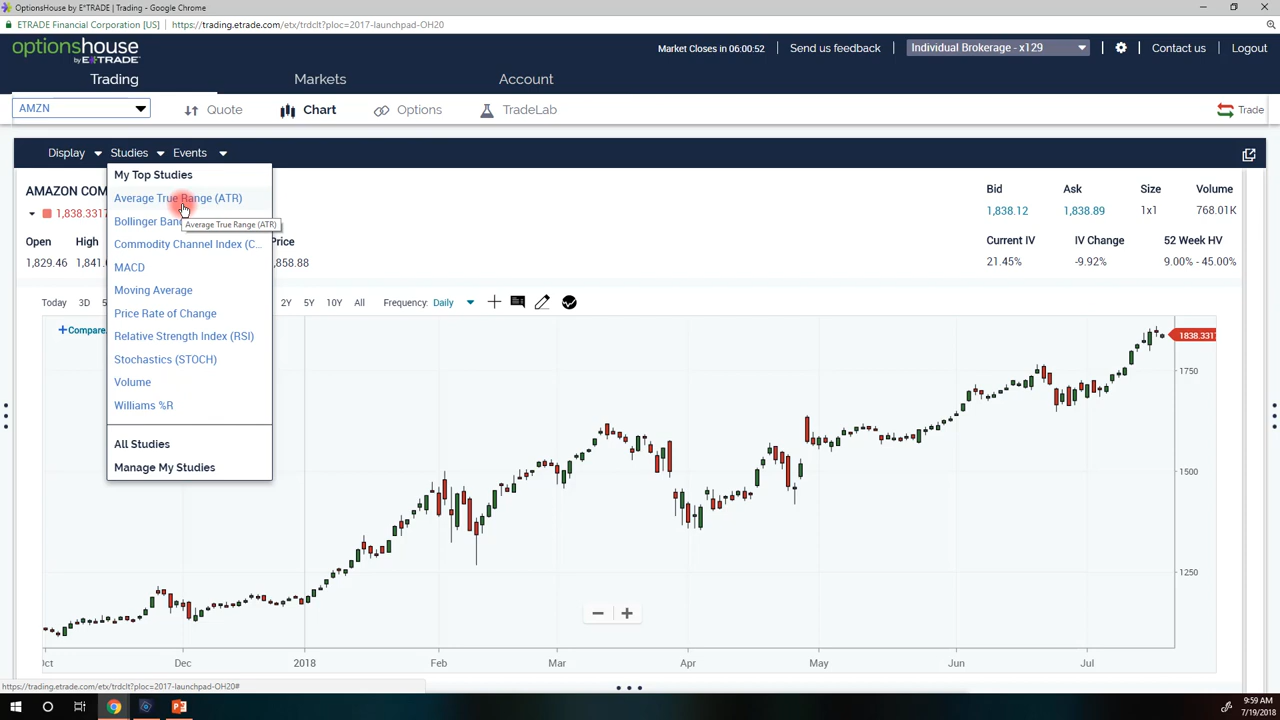 OptionsHouse by E*TRADE | Trading - Google Chrome
ETRADE Financial Corporation [US] https://trading.etrade.com/etx/trdclt?ploc=2017-launchpad-OH20
optionshouse
by E*TRADE
Market Closes in 06:00:52
Send us feedback
Individual Brokerage - x129
Contact us
Logout
Trading
Markets
Account
AMZN
Quote
Chart
Options
TradeLab
Trade
Display
Studies
Events
My Top Studies
Average True Range (ATR)
Bollinger Band
Average True Range (ATR)
Commodity Channel Index (C...
MACD
Moving Average
Price Rate of Change
Relative Strength Index (RSI)
Stochastics (STOCH)
Volume
Williams %R
All Studies
Manage My Studies
AMAZON COM
1,838.3317
Open
High
Price
1,829.46
1,841.
858.88
Bid
Ask
Size
Volume
1,838.12
1,838.89
1x1
768.01K
Current IV
IV Change
52 Week HV
21.45%
-9.92%
9.00% - 45.00%
Today
3D
5
2Y
5Y
10Y
All
Frequency:
Daily
Compare
1838.3317
1750
1500
1250
Dec
2018
Feb
Mar
Apr
May
Jun
Jul
https://trading.etrade.com/etx/trdclt?ploc=2017-launchpad-OH20#
9:59 AM
7/19/2018